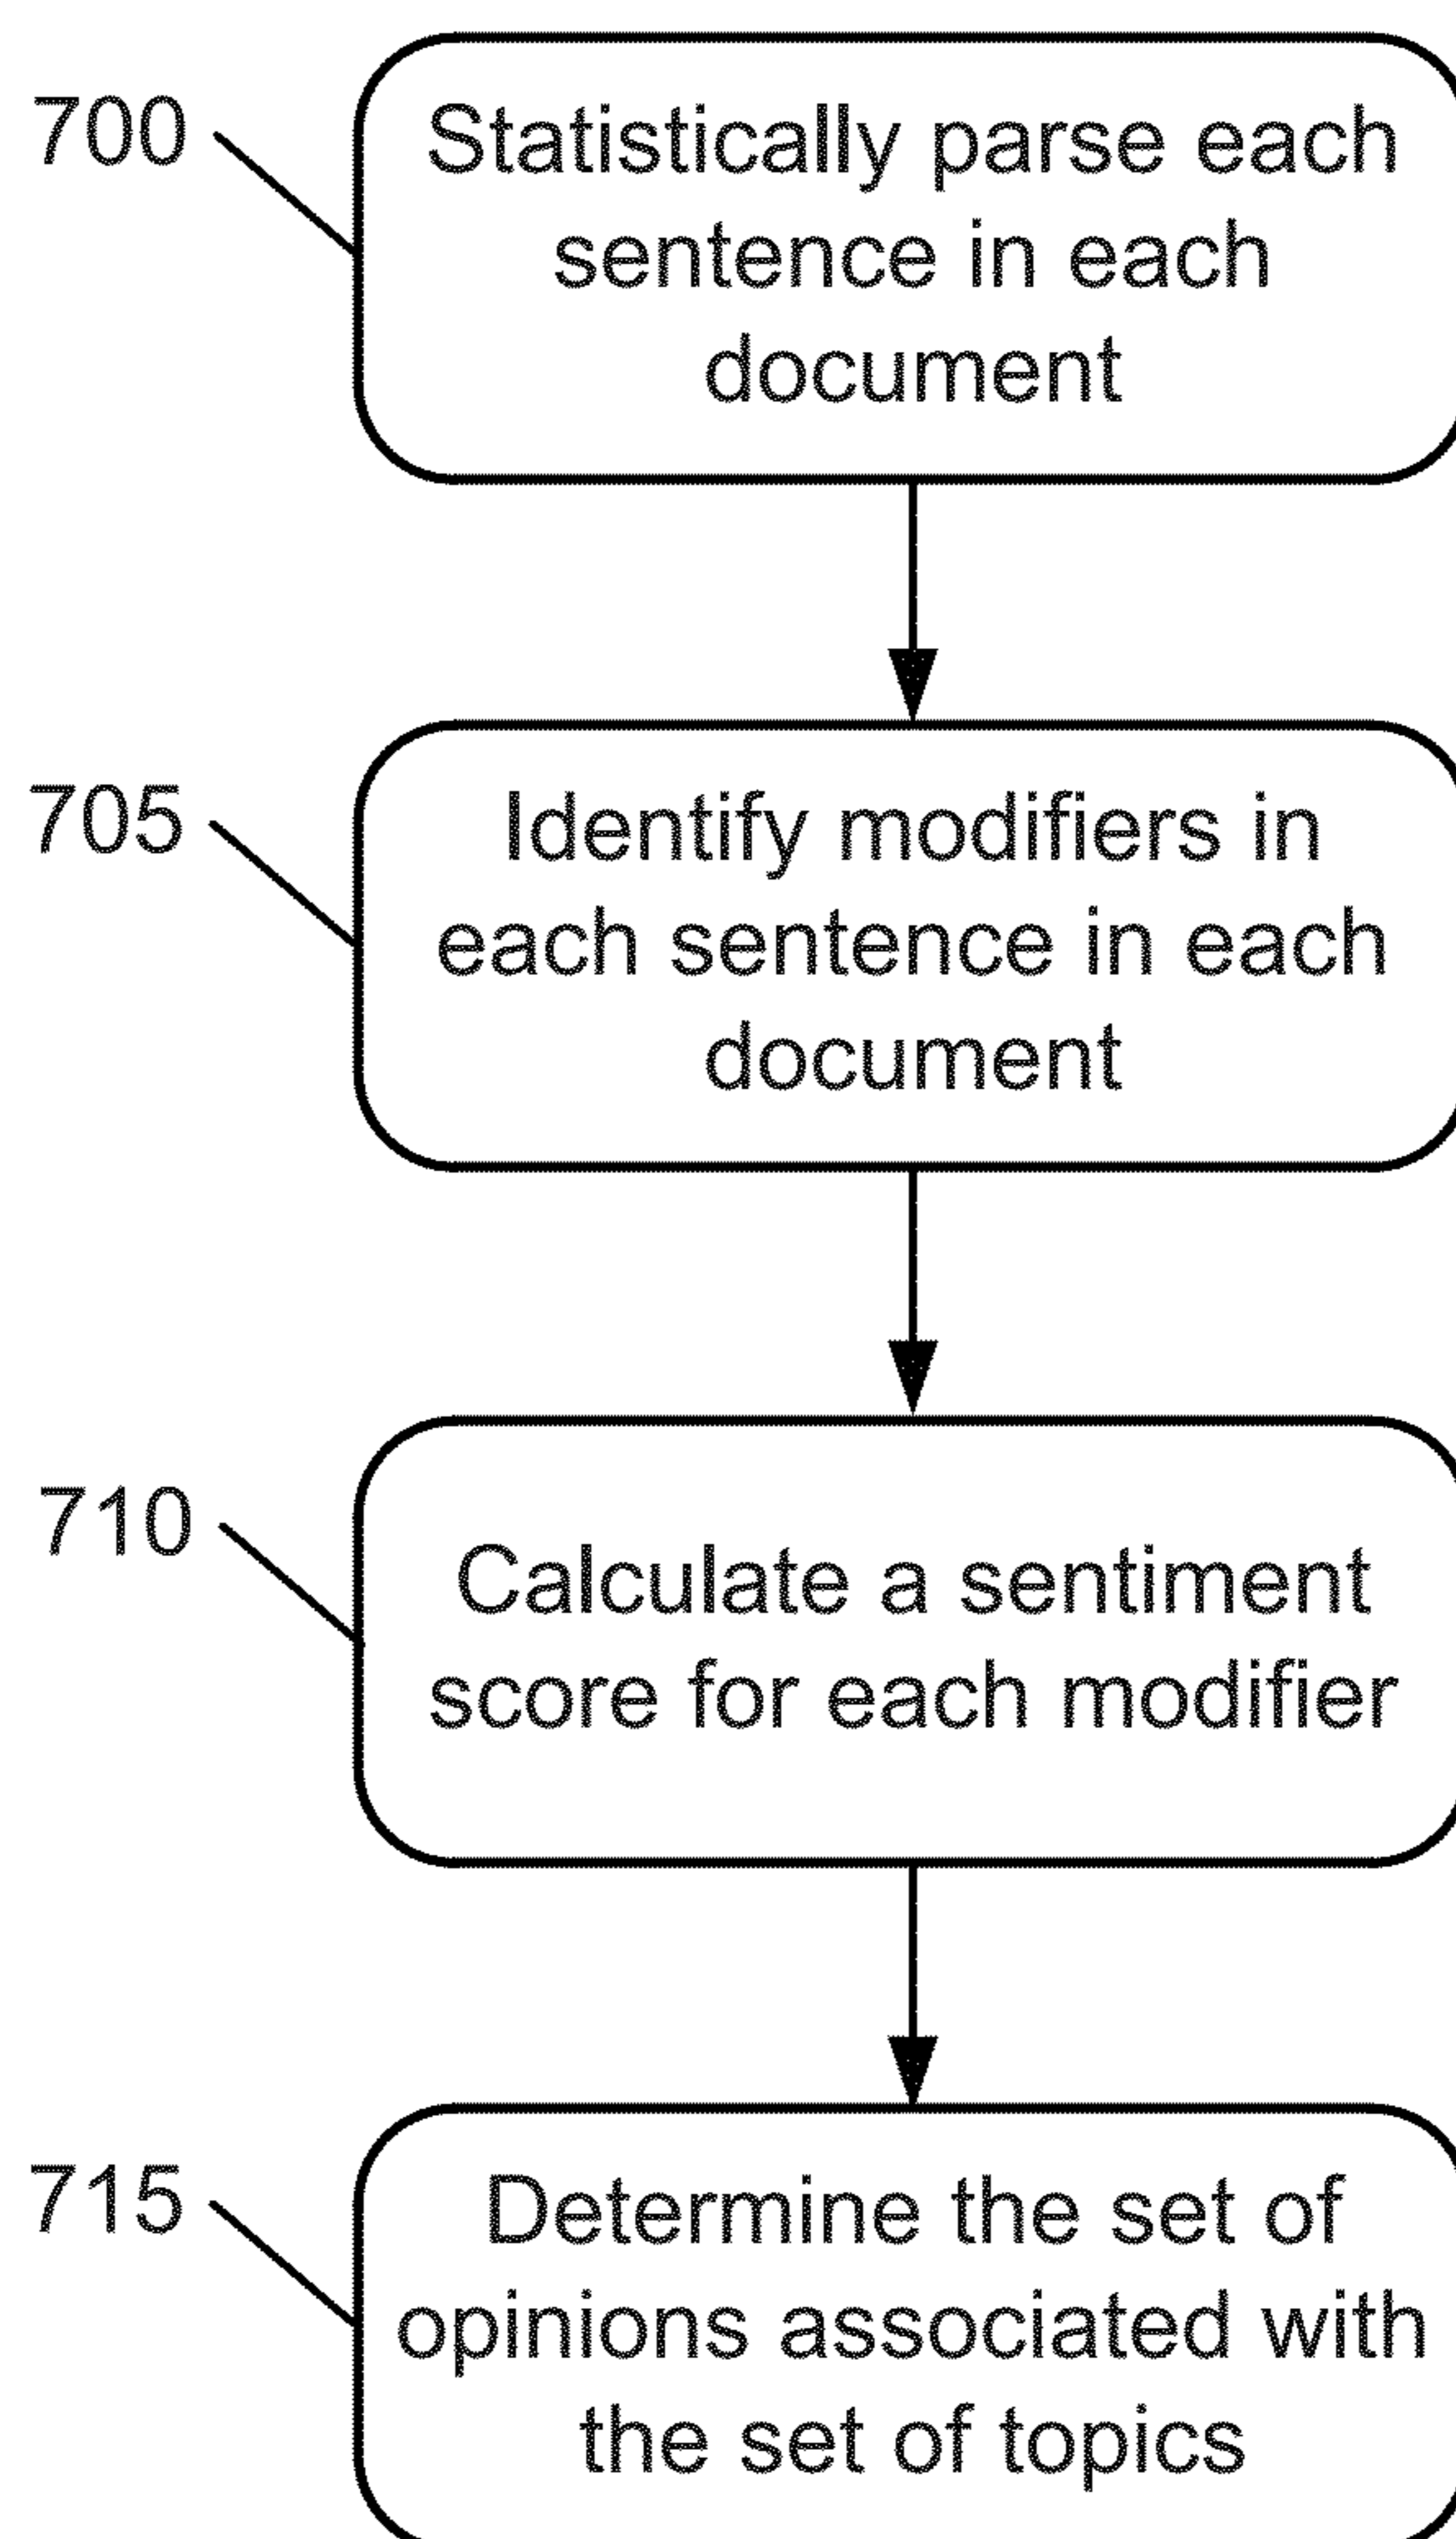 700
Statistically parse each
sentence in each
document
705
Identify modifiers in
each sentence in each
document
710
Calculate a sentiment
score for each modifier
715
Determine the set of
opinions associated with
the set of topics